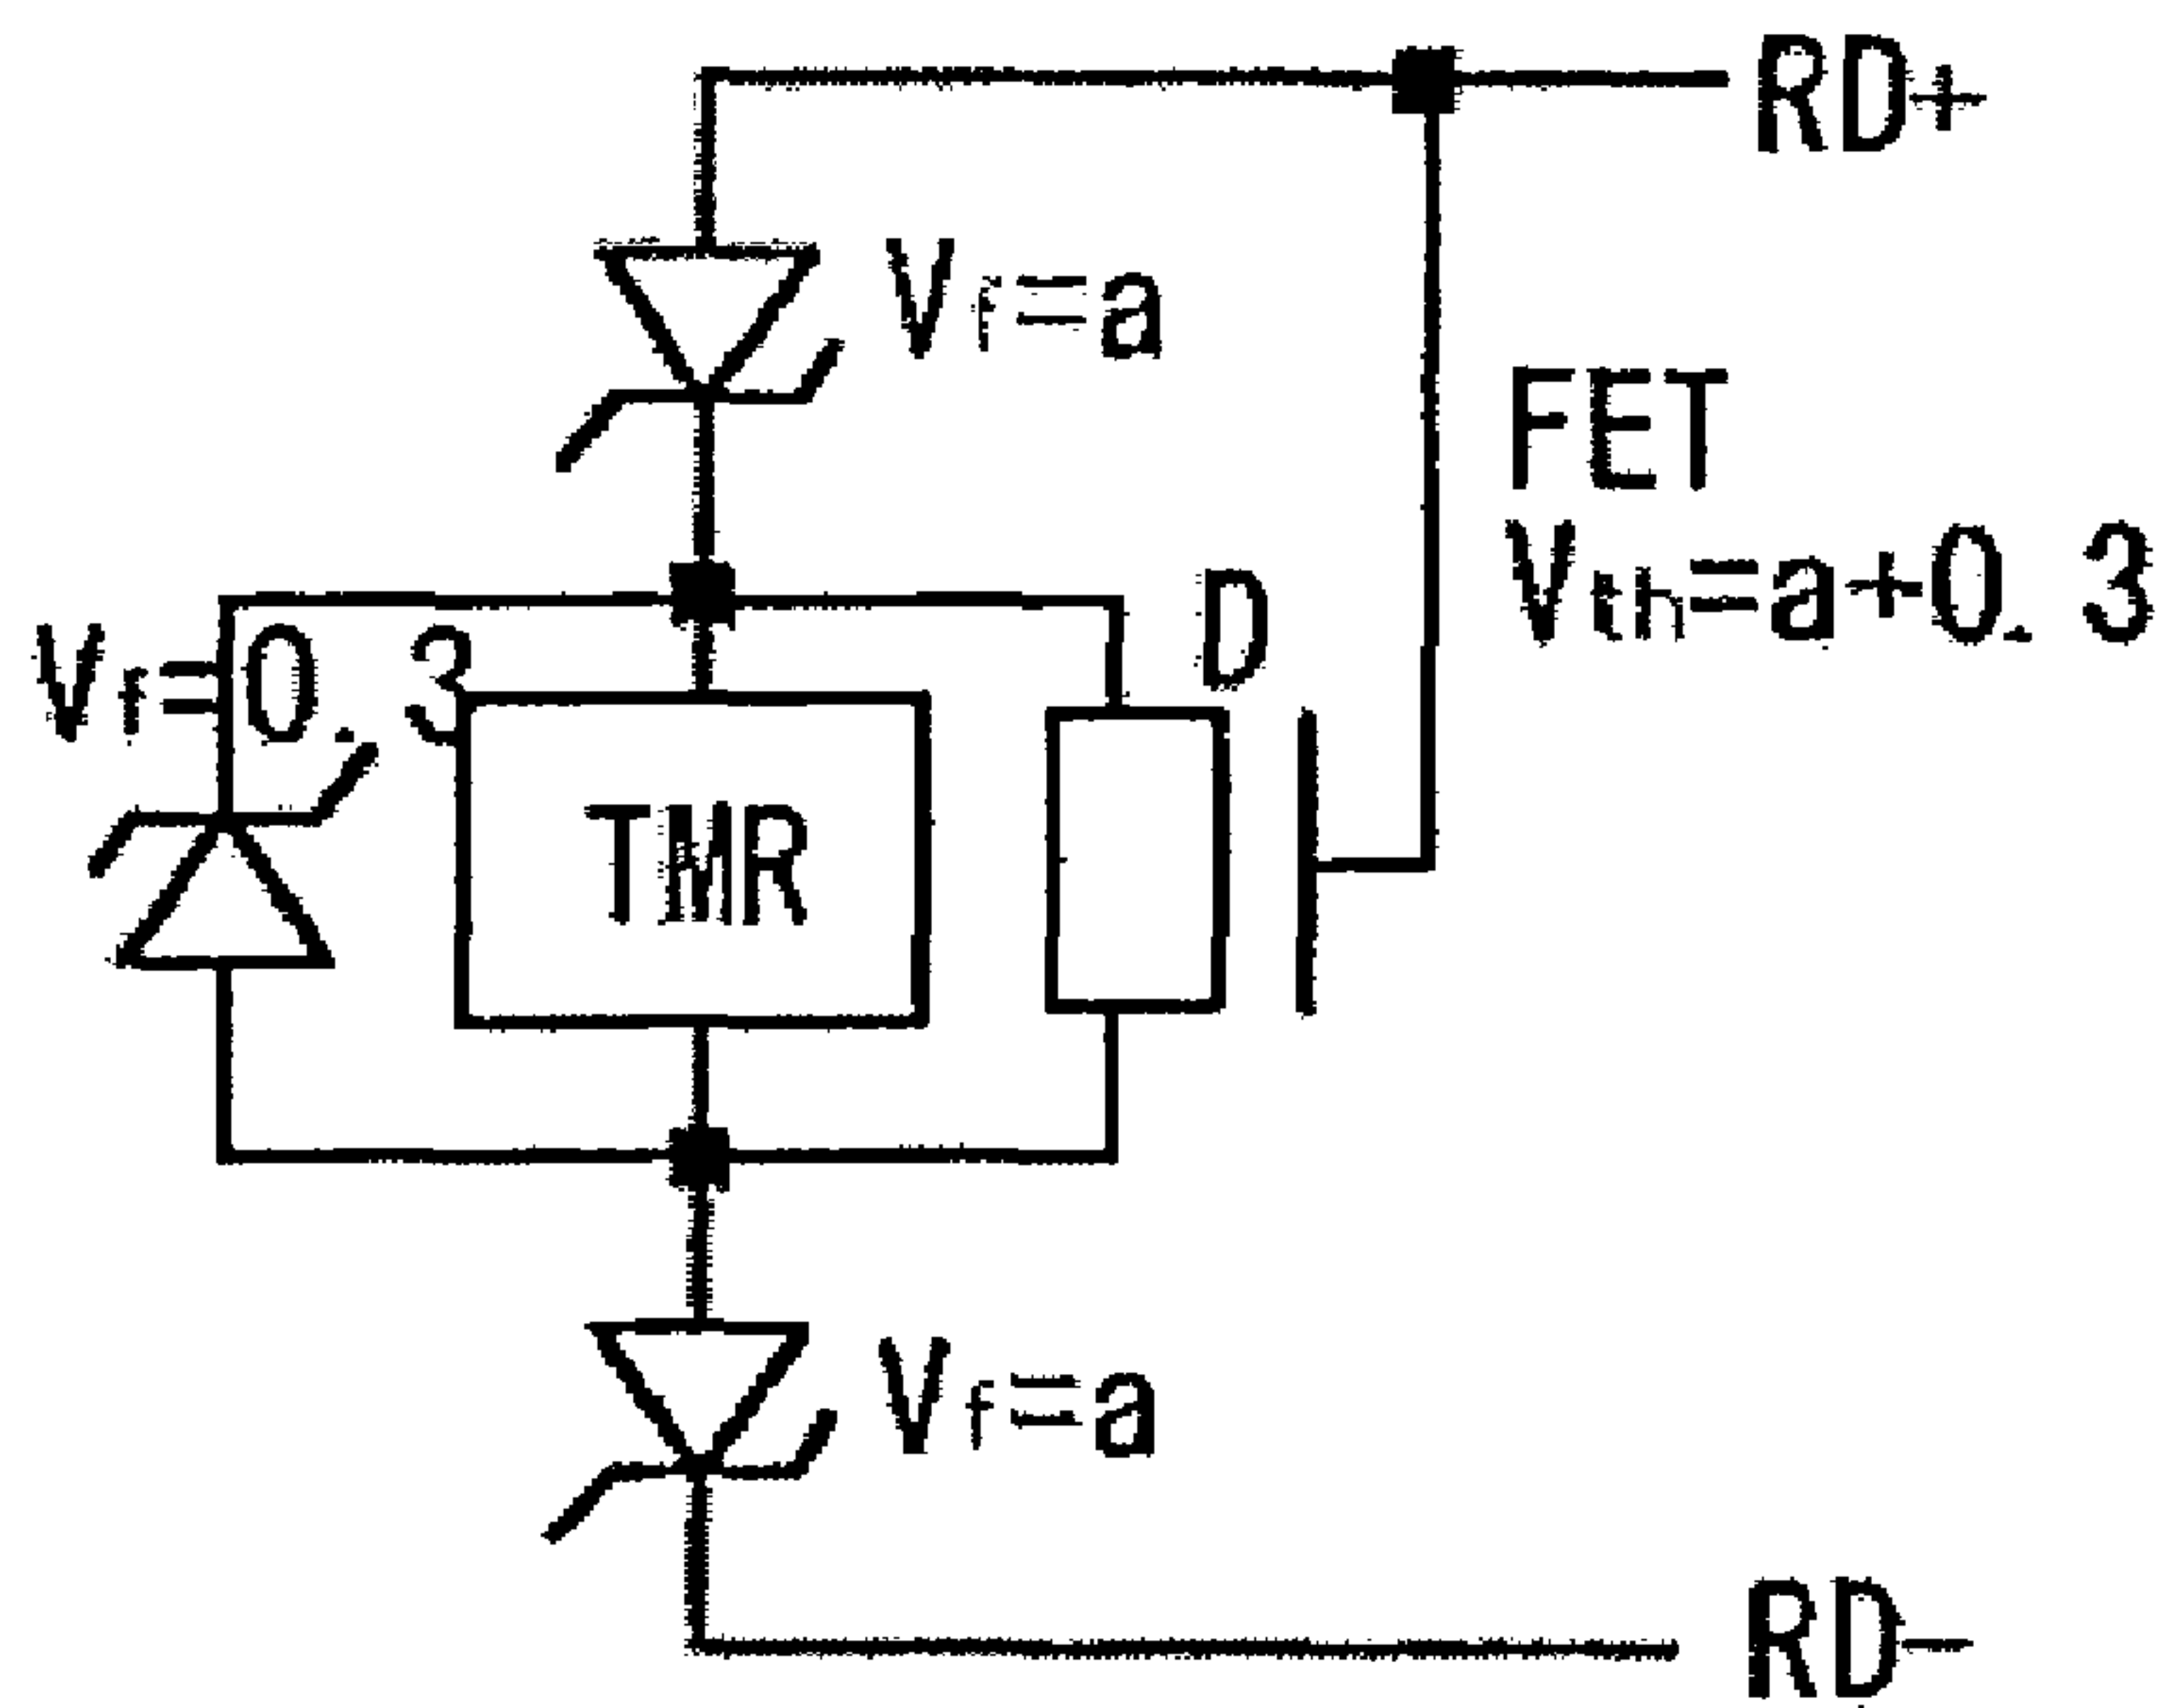 RD+
Vf=a
FET
Vth=a+0.3
D
Vf=0.3
TMR
Vf=a
RD-